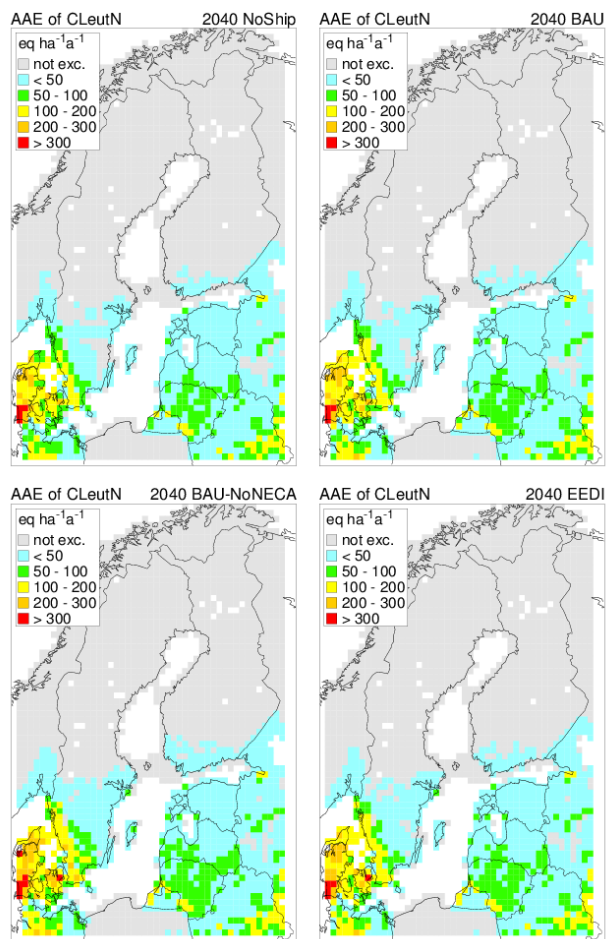 AAE of CLeutN 2040 NoShip
eq ha⁻¹a⁻¹
not exc.
< 50
50 - 100
100 - 200
200 - 300
> 300
AAE of CLeutN 2040 BAU
eq ha⁻¹a⁻¹
not exc.
< 50
50 - 100
100 - 200
200 - 300
> 300
AAE of CLeutN 2040 BAU-NoNECA
eq ha⁻¹a⁻¹
not exc.
< 50
50 - 100
100 - 200
200 - 300
> 300
AAE of CLeutN 2040 EEDI
eq ha⁻¹a⁻¹
not exc.
< 50
50 - 100
100 - 200
200 - 300
> 300